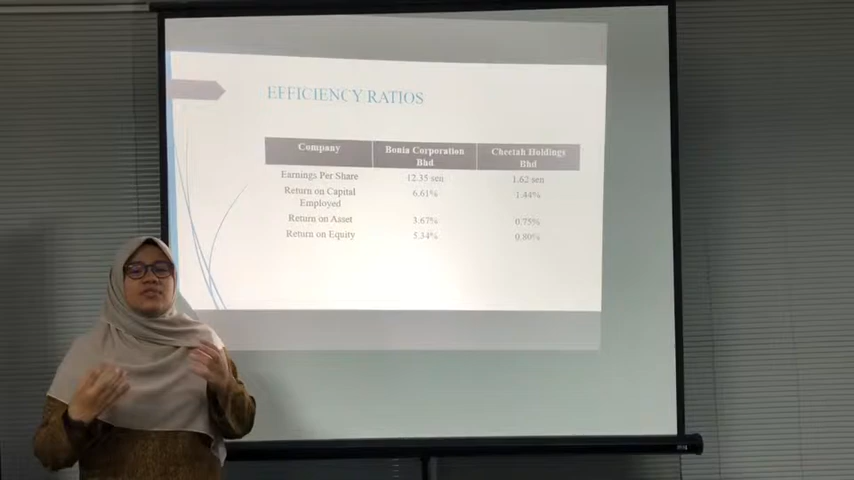 EFFICIENCY RATIOS
Company Bonia Corporation Bhd Cheetah Holdings Bhd
Earnings Per Share 12.35 sen 1.62 sen
Return on Capital Employed 6.61% 1.44%
Return on Asset 3.67% 0.75%
Return on Equity 5.34% 0.80%